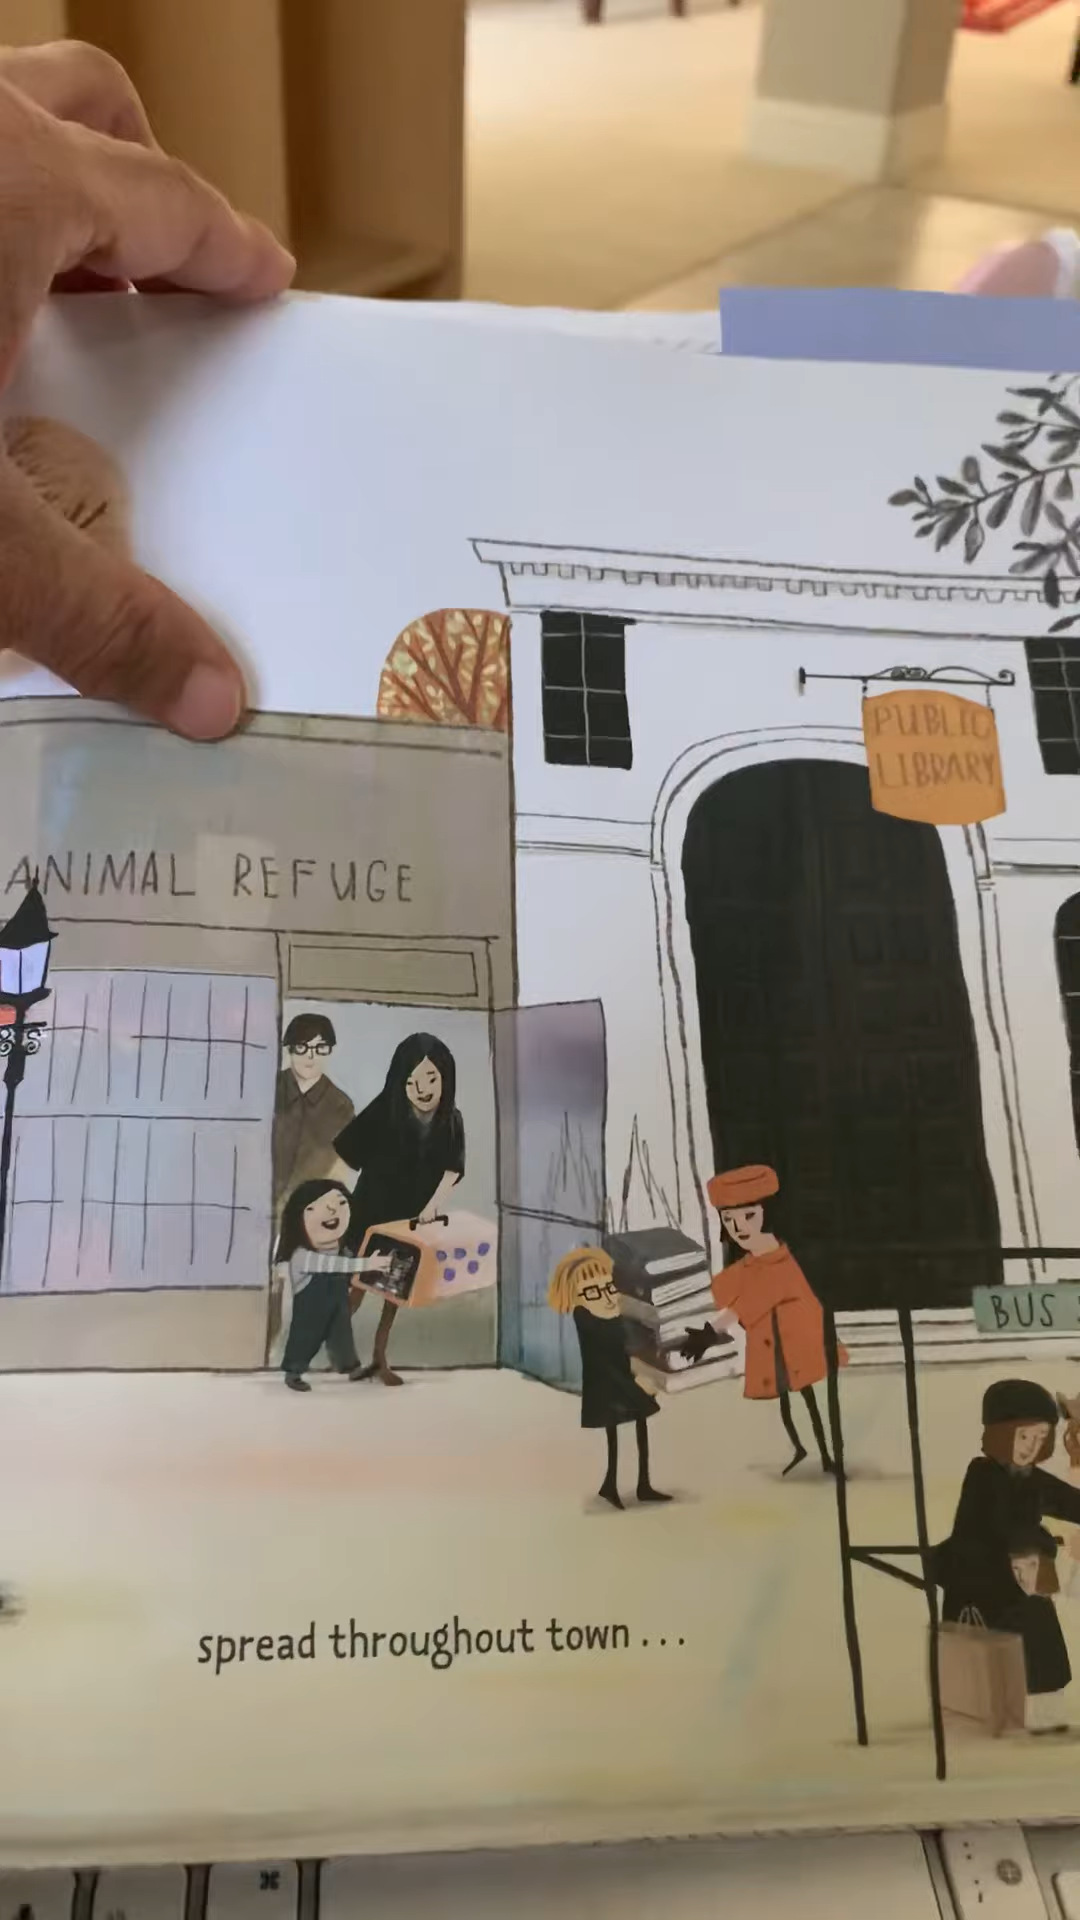 PUBLIC
LIBRARY
ANIMAL REFUGE
BUS
spread throughout town...
⌘